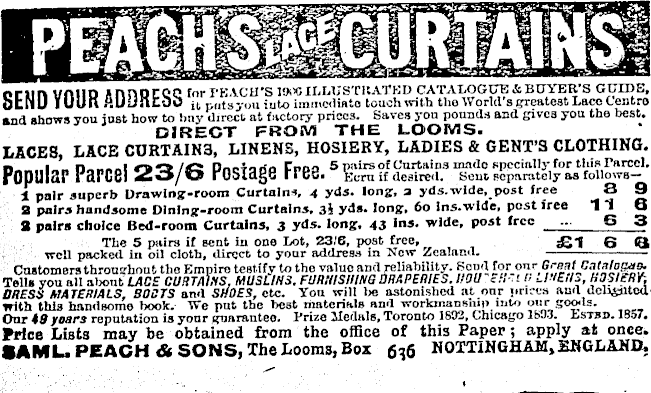 PEACH'S LACE CURTAINS
SEND YOUR ADDRESS for PEACH'S 1906 ILLUSTRATED CATALOGUE & BUYER'S GUIDE,
it puts you into immediate touch with the World's greatest Lace Centre
and shows you just how to buy direct at factory prices. Saves you pounds and gives you the best.
DIRECT FROM THE LOOMS.
LACES, LACE CURTAINS, LINENS, HOSIERY, LADIES & GENT'S CLOTHING.
Popular Parcel 23/6 Postage Free. 5 pairs of Curtains made specially for this Parcel.
Ecru if desired. Sent separately as follows—
1 pair superb Drawing-room Curtains, 4 yds. long, 2 yds. wide, post free 8 9
2 pairs handsome Dining-room Curtains, 3½ yds. long, 60 ins. wide, post free 11 6
2 pairs choice Bed-room Curtains, 3 yds. long, 43 ins. wide, post free ... 6 3
The 5 pairs if sent in one Lot, 23/6, post free, £1 6 6
well packed in oil cloth, direct to your address in New Zealand.
Customers throughout the Empire testify to the value and reliability. Send for our Great Catalogue.
Tells you all about LACE CURTAINS, MUSLINS, FURNISHING DRAPERIES, HOUSEHOLD LINENS, HOSIERY,
DRESS MATERIALS, BOOTS and SHOES, etc. You will be astonished at our prices and delighted
with this handsome book. We put the best materials and workmanship into our goods.
Our 49 years reputation is your guarantee. Prize Medals, Toronto 1892, Chicago 1893. ESTBD. 1857.
Price Lists may be obtained from the office of this Paper; apply at once.
SAML. PEACH & SONS, The Looms, Box 636 NOTTINGHAM, ENGLAND.